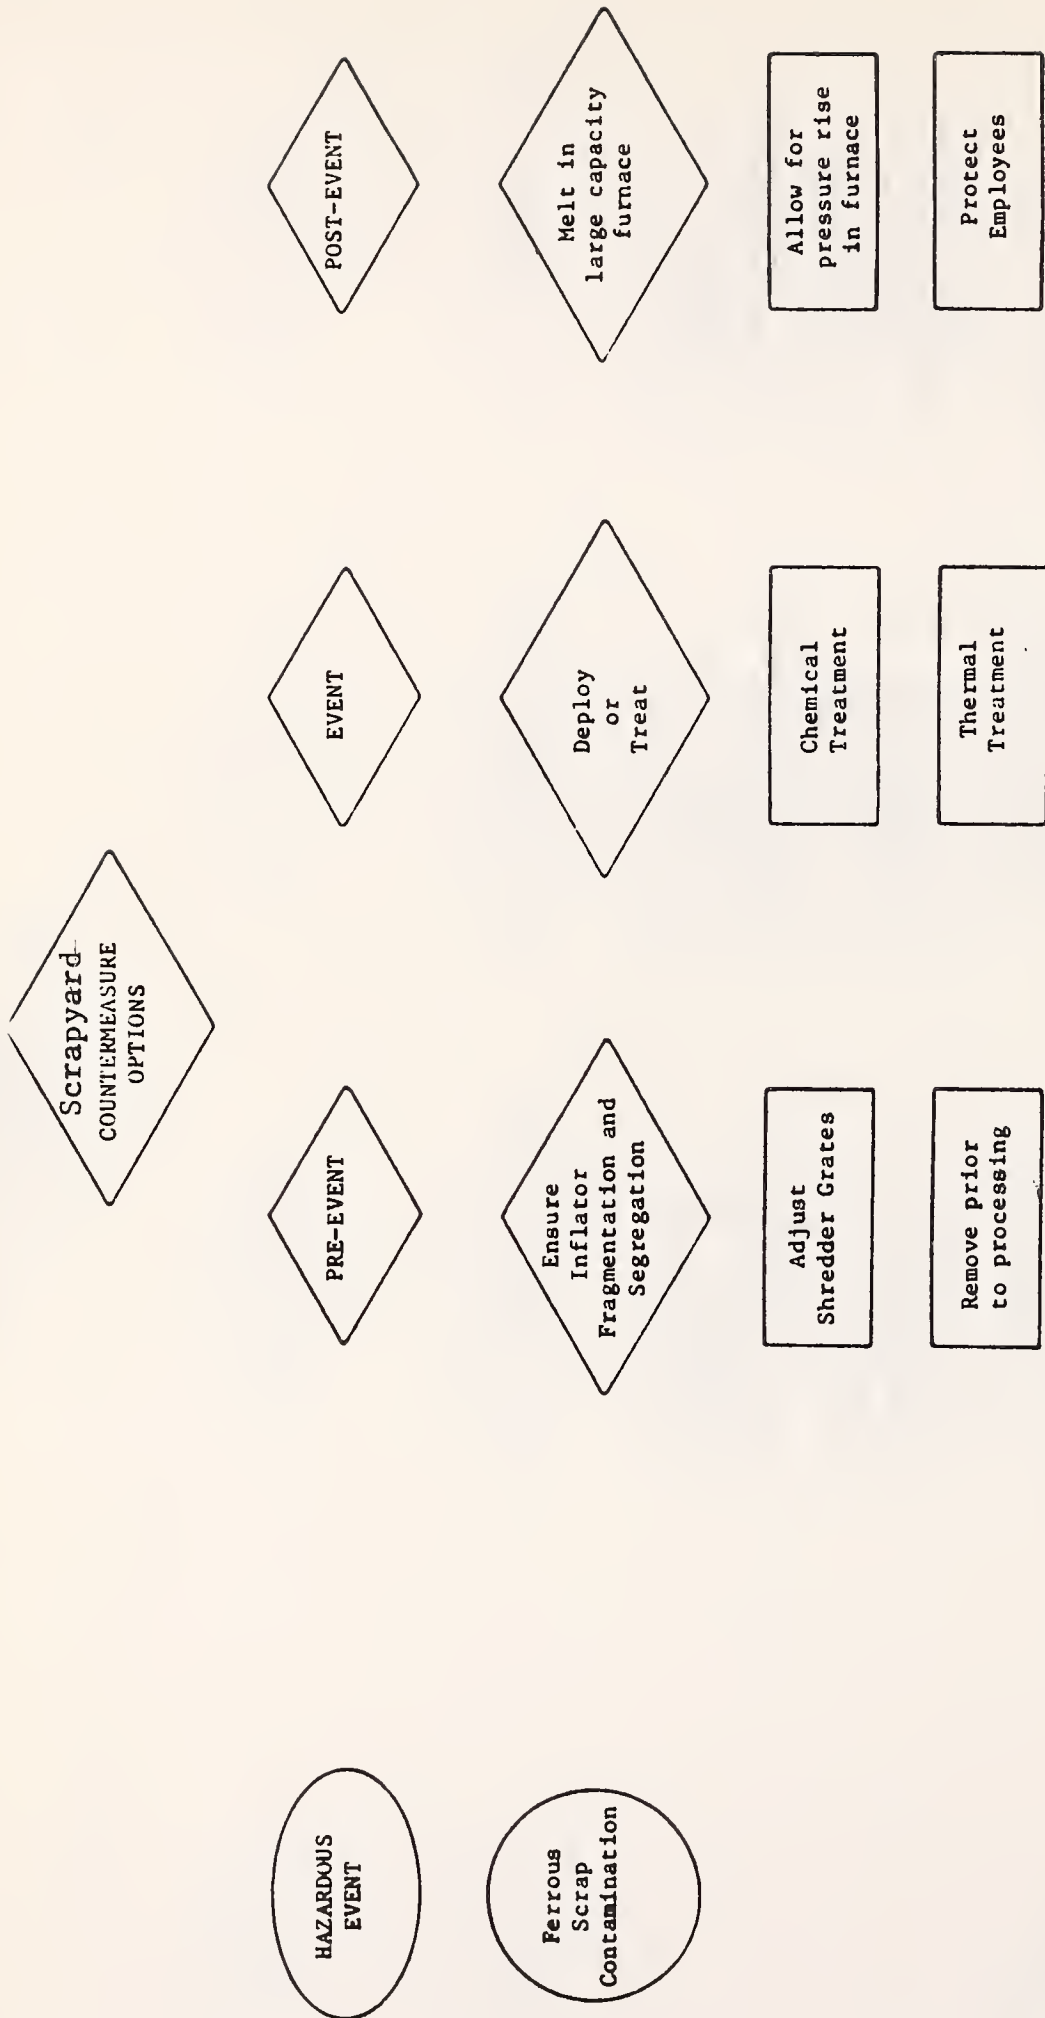 Scrapyard
COUNTERMEASURE
OPTIONS
HAZARDOUS
EVENT
PRE-EVENT
EVENT
POST-EVENT
Ferrous
Scrap
Contamination
Ensure
Inflator
Fragmentation and
Segregation
Deploy
or
Treat
Melt in
large capacity
furnace
Adjust
Shredder Grates
Chemical
Treatment
Allow for
pressure rise
in furnace
Remove prior
to processing
Thermal
Treatment
Protect
Employees